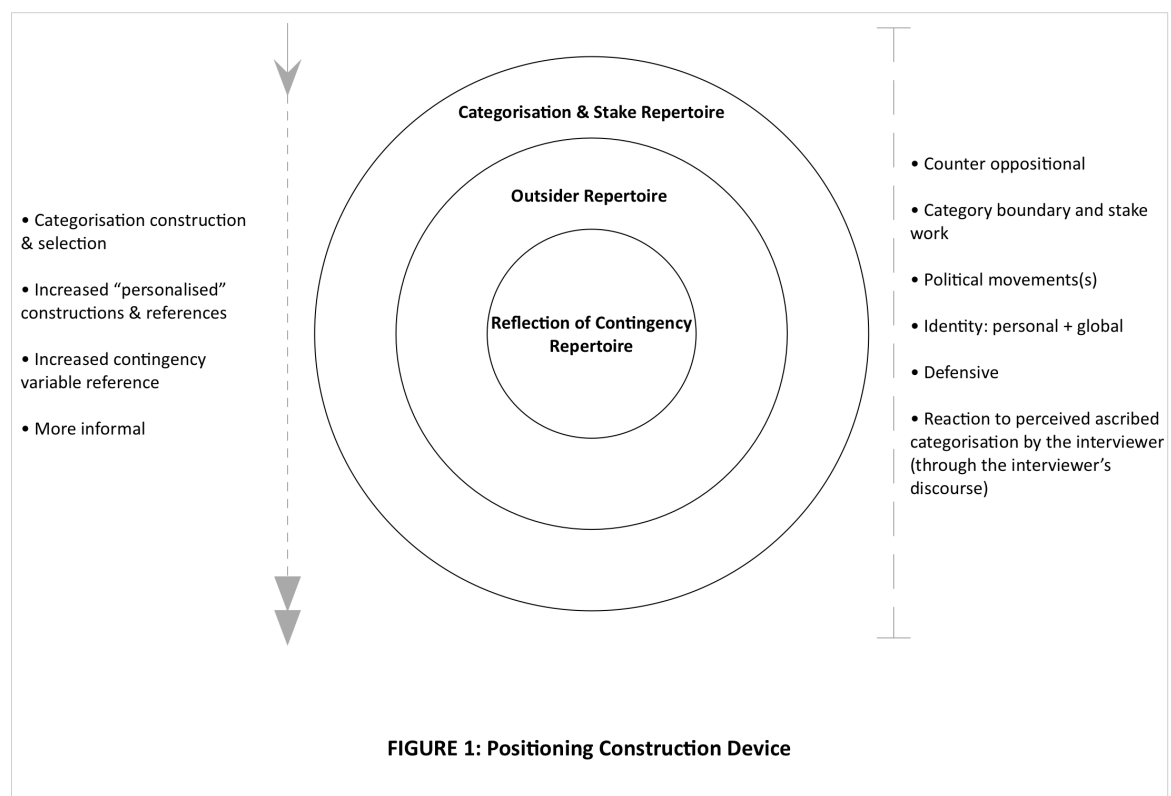 Categorisation & Stake Repertoire
Outsider Repertoire
Reflection of Contingency
Repertoire
• Categorisation construction
& selection
• Increased “personalised”
constructions & references
• Increased contingency
variable reference
• More informal
• Counter oppositional
• Category boundary and stake
work
• Political movements(s)
• Identity: personal + global
• Defensive
• Reaction to perceived ascribed
categorisation by the interviewer
(through the interviewer’s
discourse)
FIGURE 1: Positioning Construction Device